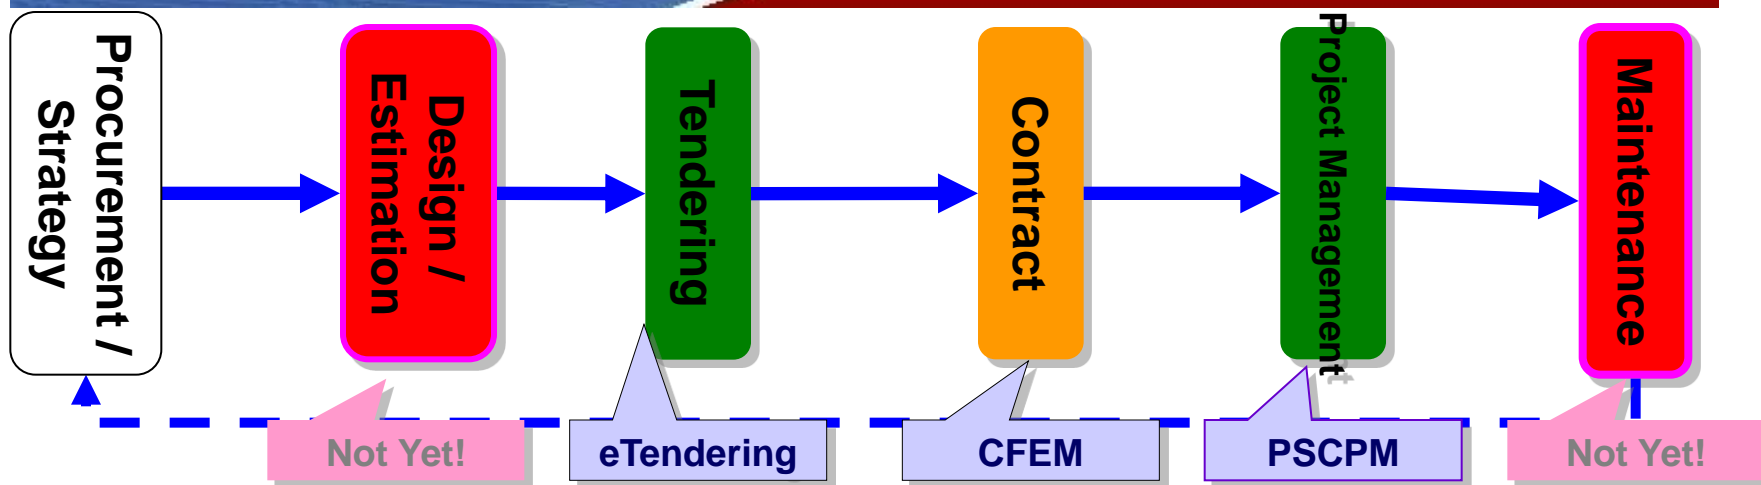 Procurement /
Strategy
Design /
Estimation
Tendering
Contract
Project Management
Maintenance
Not Yet!
eTendering
CFEM
PSCPM
Not Yet!